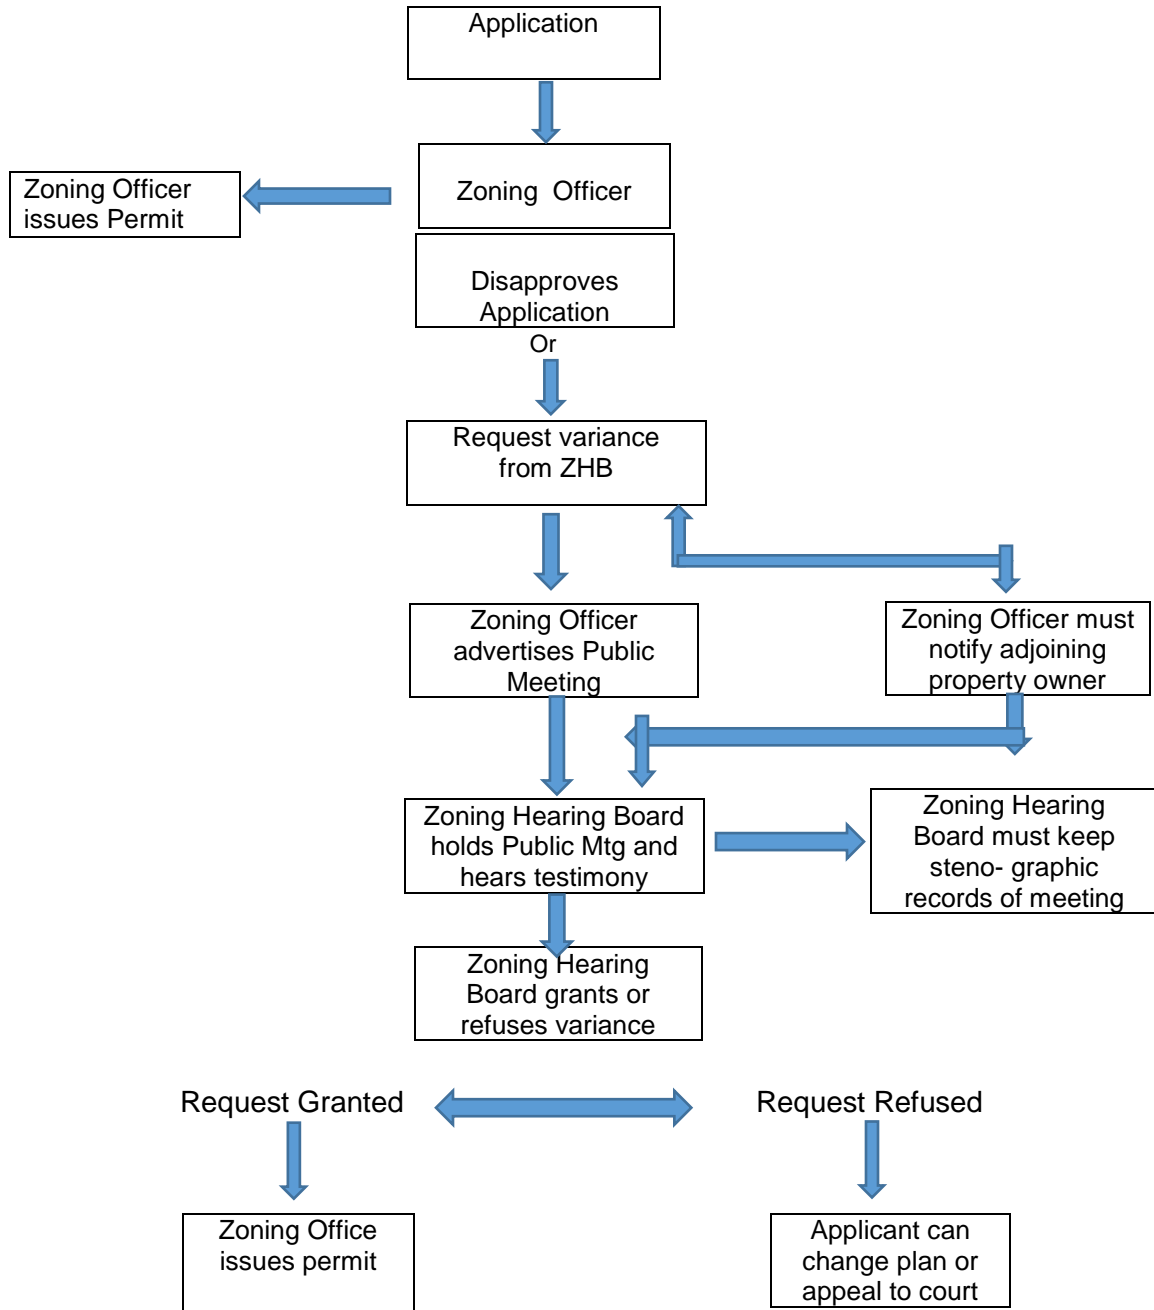 Application
Zoning Officer
Zoning Officer
issues Permit
Disapproves
Application
Or
Request variance
from ZHB
Zoning Officer
advertises Public
Meeting
Zoning Officer must
notify adjoining
property owner
Zoning Hearing Board
holds Public Mtg and
hears testimony
Zoning Hearing
Board must keep
steno- graphic
records of meeting
Zoning Hearing
Board grants or
refuses variance
Request Granted
Request Refused
Zoning Office
issues permit
Applicant can
change plan or
appeal to court